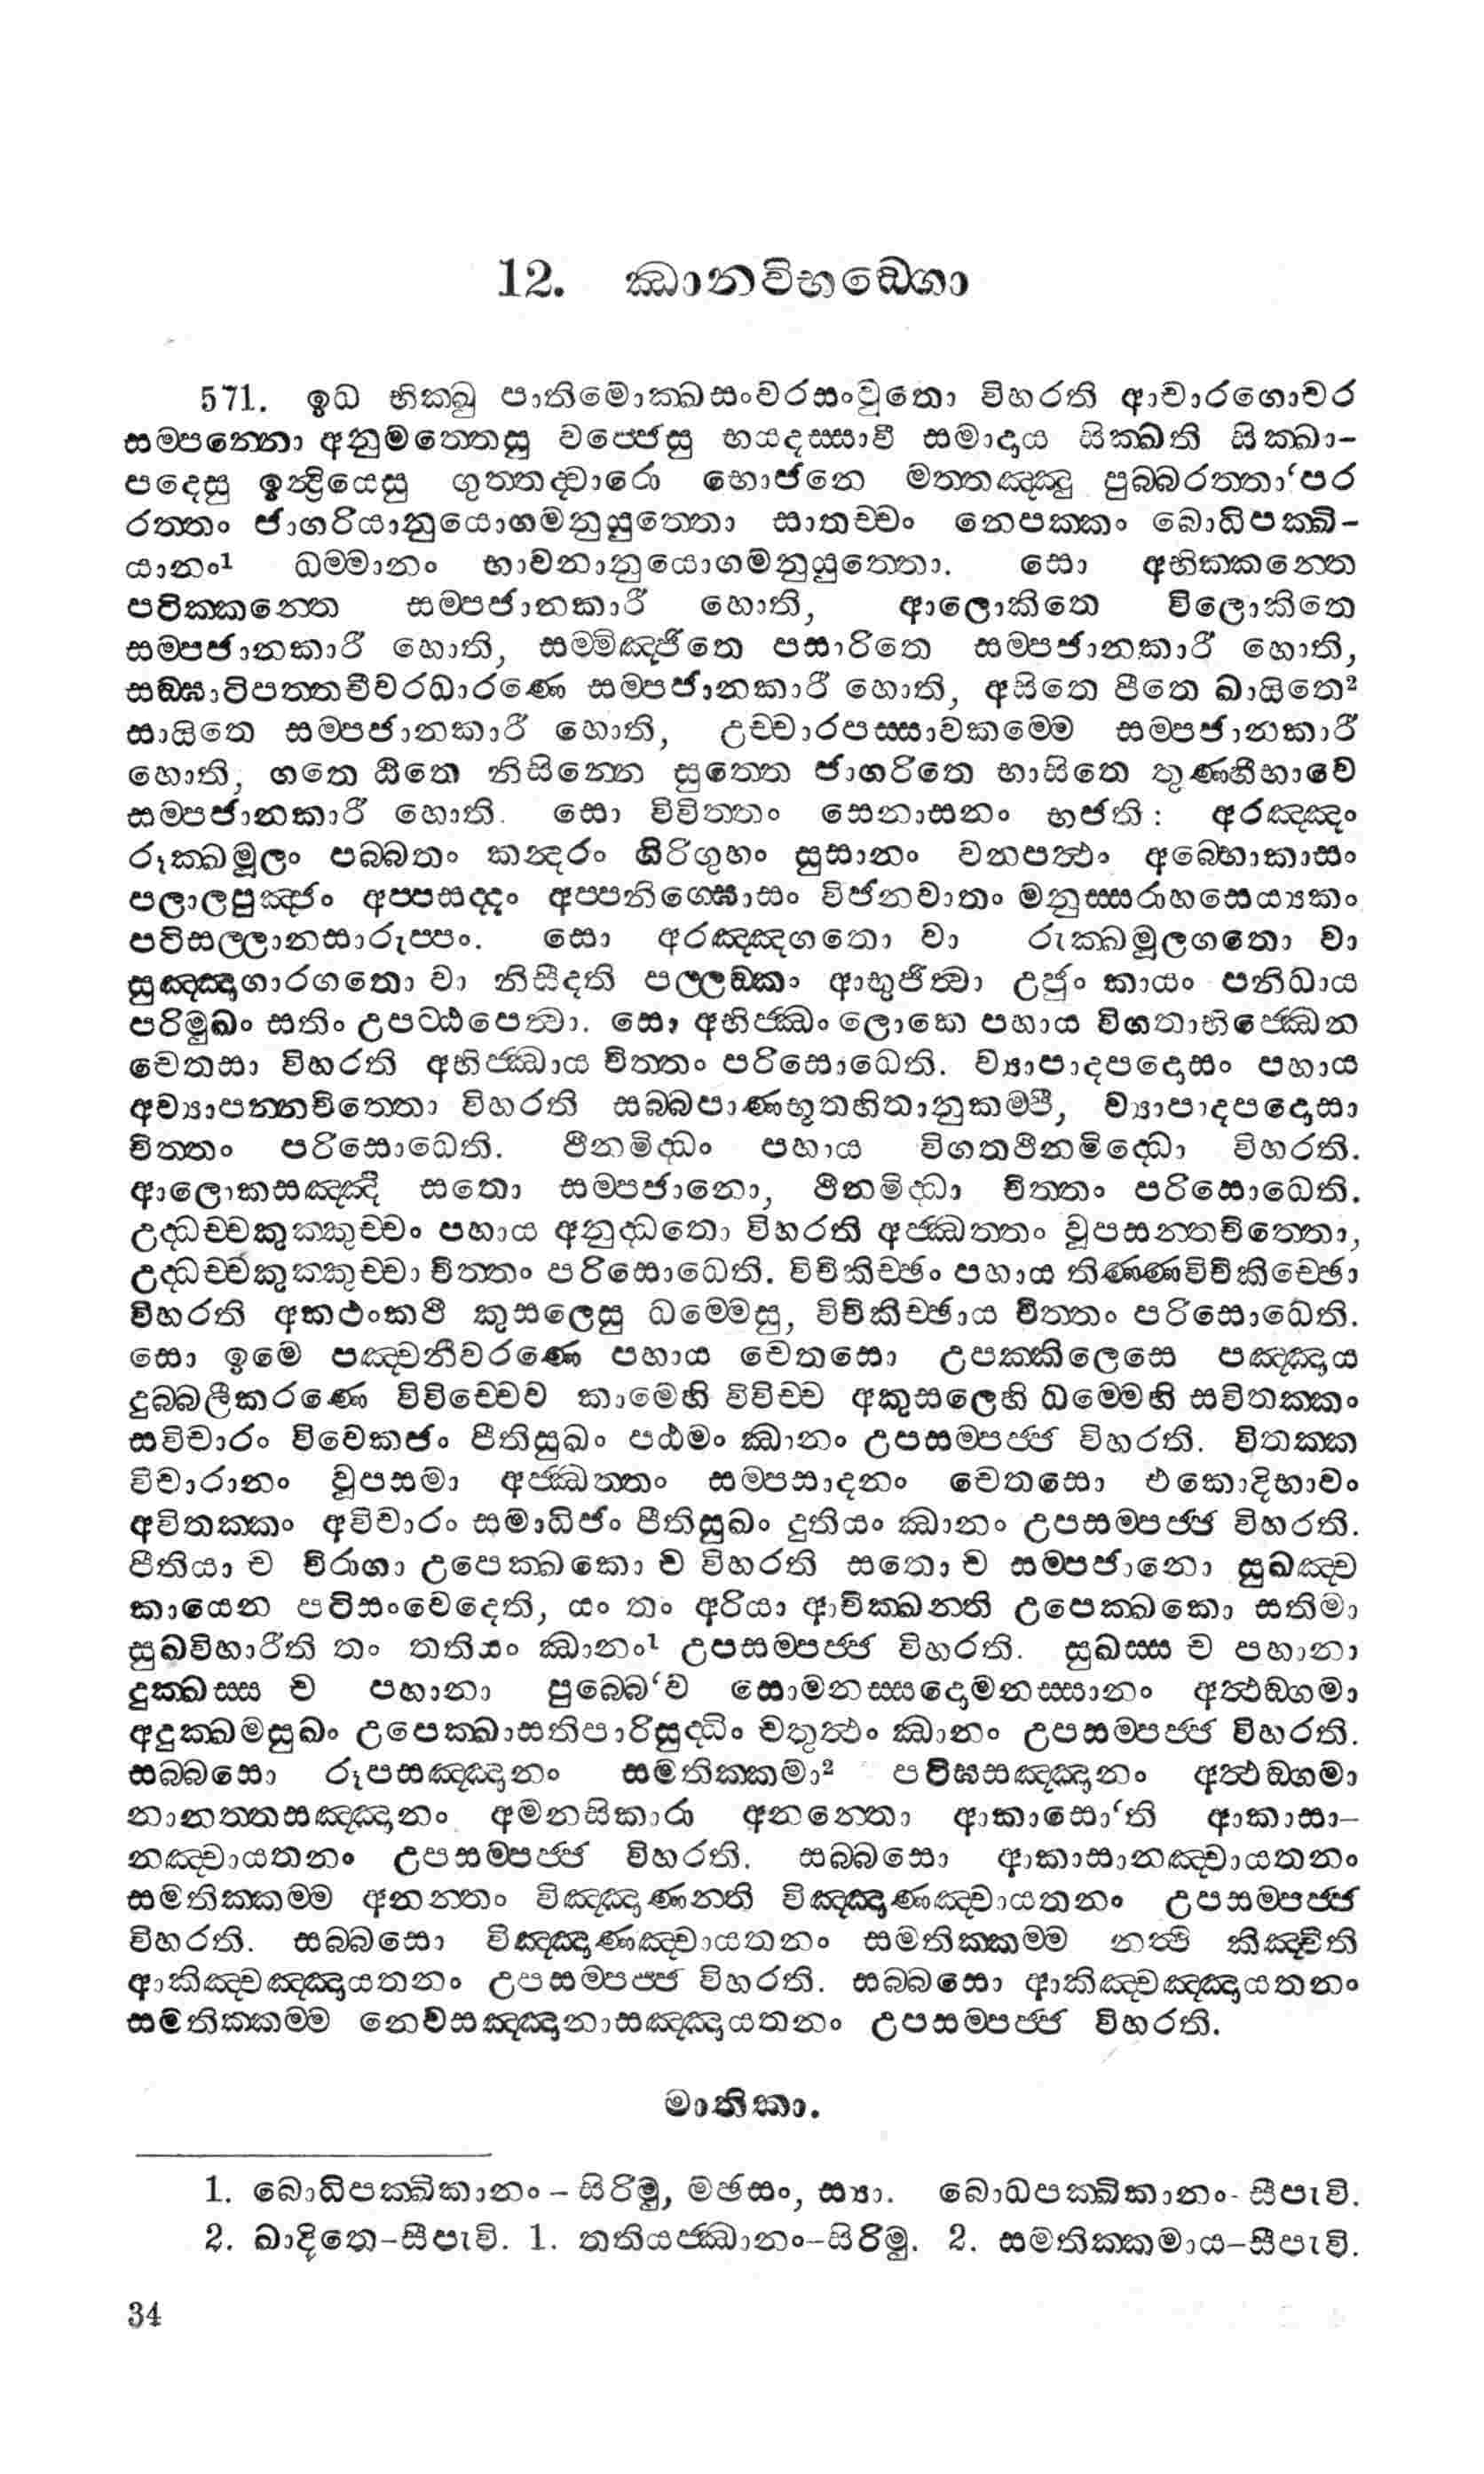 12. ඣානවිභඞ්ගො
571. ඉධ භික්ඛු පාතිමොක්ඛසංවරසංවුතො විහරති ආචාරගොචර
සම්පන්නො අනුමත්තෙසු වජ්ජෙසු භයදස්සාවී සමාදාය සික්ඛති සික්ඛා-
පදෙසු ඉන්ද්‍රියෙසු ගුත්තද්වාරො භොජනෙ මත්තඤ්ඤු පුබ්බරත්තා‘පර
රත්තං ජාගරියානුයොගමනුයුත්තො සාතච්චං නෙපක්කං බොධිපක්ඛි-
යානං¹ ධම්මානං භාවනානුයොගමනුයුත්තො. සො අභික්කන්තෙ
පටික්කන්තෙ සම්පජානකාරී හොති, ආලොකිතෙ විලොකිතෙ
සම්පජානකාරී හොති, සම්මිඤ්ජිතෙ පසාරිතෙ සම්පජානකාරී හොති,
සඞ්ඝාටිපත්තචීවරධාරණෙ සම්පජානකාරී හොති, අසිතෙ පීතෙ ඛායිතෙ²
සායිතෙ සම්පජානකාරී හොති, උච්චාරපස්සාවකම්මෙ සම්පජානකාරී
හොති, ගතෙ ඨිතෙ නිසින්නෙ සුත්තෙ ජාගරිතෙ භාසිතෙ තුණ්හීභාවෙ
සම්පජානකාරී හොති. සො විවිත්තං සෙනාසනං භජති: අරඤ්ඤං
රුක්ඛමූලං පබ්බතං කන්දරං ගිරිගුහං සුසානං වනපත්‍ථං අබ්භොකාසං
පලාලපුඤ්ජං අප්පසද්දං අප්පනිග්ඝොසං විජනවාතං මනුස්සරාහසෙය්‍යකං
පටිසල්ලානසාරුප්පං. සො අරඤ්ඤගතො වා රුක්ඛමූලගතො වා
සුඤ්ඤාගාරගතො වා නිසීදති පල්ලඞ්කං ආභුජිත්‍වා උජුං කායං පනිධාය
පරිමුඛං සතිං උපට්ඨපෙත්‍වා. සො අභිජ්ඣං ලොකෙ පහාය විගතාභිජ්ඣෙන
චෙතසා විහරති අභිජ්ඣාය චිත්තං පරිසොධෙති. ව්‍යාපාදපදොසං පහාය
අව්‍යාපන්නචිත්තො විහරති සබ්බපාණභූතහිතානුකම්පී, ව්‍යාපාදපදොසා
චිත්තං පරිසොධෙති. ථීනමිද්ධං පහාය විගතථීනමිද්ධො විහරති.
ආලොකසඤ්ඤී සතො සම්පජානො, ථීනමිද්ධා චිත්තං පරිසොධෙති.
උද්ධච්චකුක්කුච්චං පහාය අනුද්ධතො විහරති අජ්ඣත්තං වූපසන්තචිත්තො,
උද්ධච්චකුක්කුච්චා චිත්තං පරිසොධෙති. විචිකිච්ඡං පහාය තිණ්ණවිචිකිච්ඡො
විහරති අකථංකථී කුසලෙසු ධම්මෙසු, විචිකිච්ඡාය චිත්තං පරිසොධෙති.
සො ඉමෙ පඤ්චනීවරණෙ පහාය චෙතසො උපක්කිලෙසෙ පඤ්ඤාය
දුබ්බලීකරණෙ විවිච්චෙව කාමෙහි විවිච්ච අකුසලෙහි ධම්මෙහි සවිතක්කං
සවිචාරං විවෙකජං පීතිසුඛං පඨමං ඣානං උපසම්පජ්ජ විහරති. විතක්ක
විචාරානං වූපසමා අජ්ඣත්තං සම්පසාදනං චෙතසො එකොදිභාවං
අවිතක්කං අවිචාරං සමාධිජං පීතිසුඛං දුතියං ඣානං උපසම්පජ්ජ විහරති.
පීතියා ච විරාගා උපෙක්ඛකො ච විහරති සතො ච සම්පජානො සුඛඤ්ච
කායෙන පටිසංවෙදෙති, යං තං අරියා ආචික්ඛන්ති උපෙක්ඛකො සතිමා
සුඛවිහාරීති තං තතියං ඣානං¹ උපසම්පජ්ජ විහරති. සුඛස්ස ච පහානා
දුක්ඛස්ස ච පහානා පුබ්බෙ‘ව සොමනස්සදොමනස්සානං අත්‍ථඞ්ගමා
අදුක්ඛමසුඛං උපෙක්ඛාසතිපාරිසුද්ධිං චතුත්‍ථං ඣානං උපසම්පජ්ජ විහරති.
සබ්බසො රූපසඤ්ඤානං සමතික්කමා² පටිඝසඤ්ඤානං අත්‍ථඞ්ගමා
නානත්තසඤ්ඤානං අමනසිකාරා අනන්තො ආකාසො‘ති ආකාසා-
නඤ්චායතනං උපසම්පජ්ජ විහරති. සබ්බසො ආකාසානඤ්චායතනං
සමතික්කම්ම අනන්තං විඤ්ඤාණන්ති විඤ්ඤාණඤ්චායතනං උපසම්පජ්ජ
විහරති. සබ්බසො විඤ්ඤාණඤ්චායතනං සමතික්කම්ම නත්‍ථි කිඤ්චිති
ආකිඤ්චඤ්ඤායතනං උපසම්පජ්ජ විහරති. සබ්බසො ආකිඤ්චඤ්ඤායතනං
සමතික්කම්ම නෙවසඤ්ඤානාසඤ්ඤායතනං උපසම්පජ්ජ විහරති.
මාතිකා.
1. බොධිපක්ඛිකානං – සිරිමු, මඡසං, ස්‍යා. බොධපක්ඛිකානං- සීපැවි.
2. ඛාදිතෙ–සීපැවි. 1. තතියජ්ඣානං–සිරිමු. 2. සමතික්කමාය–සීපැවි.
34